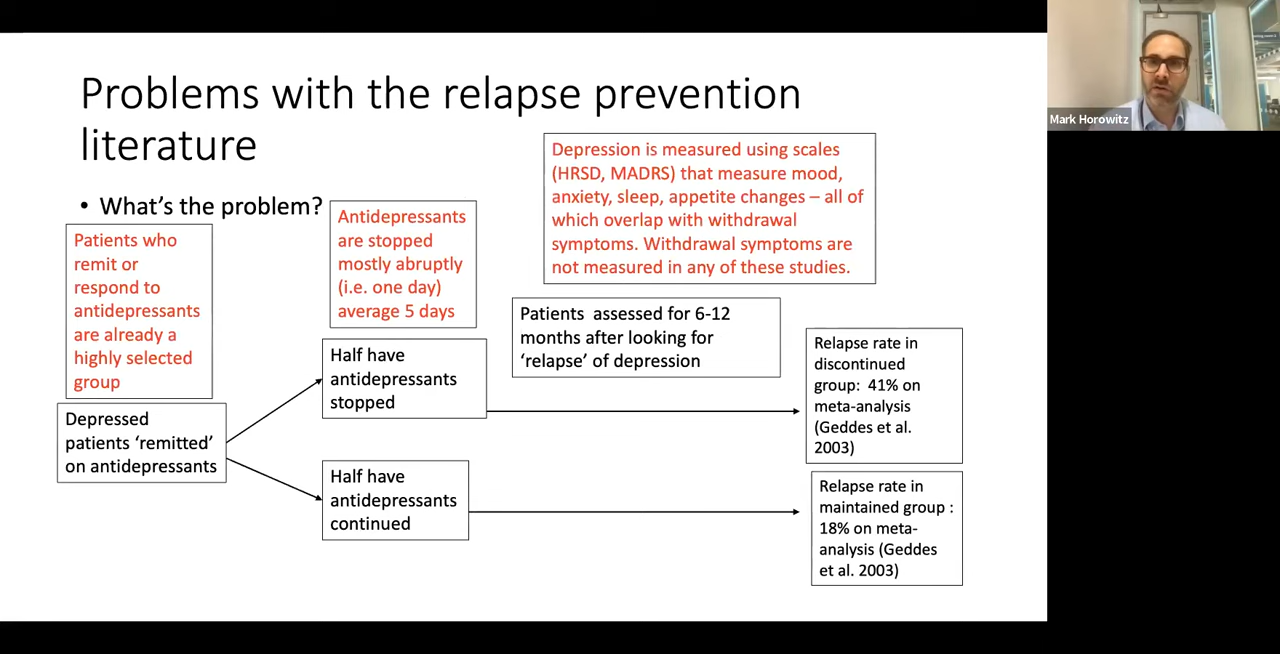 Problems with the relapse prevention
literature
• What's the problem?
Patients who
remit or
respond to
antidepressants
are already a
highly selected
group
Antidepressants
are stopped
mostly abruptly
(i.e. one day)
average 5 days
Depression is measured using scales
(HRSD, MADRS) that measure mood,
anxiety, sleep, appetite changes – all of
which overlap with withdrawal
symptoms. Withdrawal symptoms are
not measured in any of these studies.
Patients assessed for 6-12
months after looking for
'relapse' of depression
Depressed
patients 'remitted'
on antidepressants
Half have
antidepressants
stopped
Half have
antidepressants
continued
Relapse rate in
discontinued
group: 41% on
meta-analysis
(Geddes et al.
2003)
Relapse rate in
maintained group :
18% on meta-
analysis (Geddes
et al. 2003)
Mark Horowitz